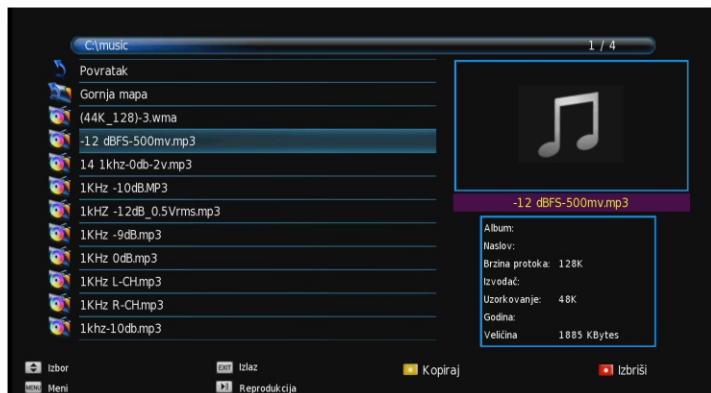 C:\music 1 / 4
Povratak
Gornja mapa
(44K_128)-3.wma
-12 dBFS-500mv.mp3
14 1khz-0db-2v.mp3
1KHz -10dB.MP3
1kHZ -12dB_0.5Vrms.mp3
1KHz -9dB.mp3
1KHz 0dB.mp3
1KHz L-CH.mp3
1KHz R-CH.mp3
1khz-10db.mp3
-12 dBFS-500mv.mp3
Album:
Naslov:
Brzina protoka: 128K
Izvođač:
Uzorkovanje: 48K
Godina:
Veličina 1885 KBytes
Izbor EXIT Izlaz Kopiraj Izbriši
MENU Meni Reprodukcija